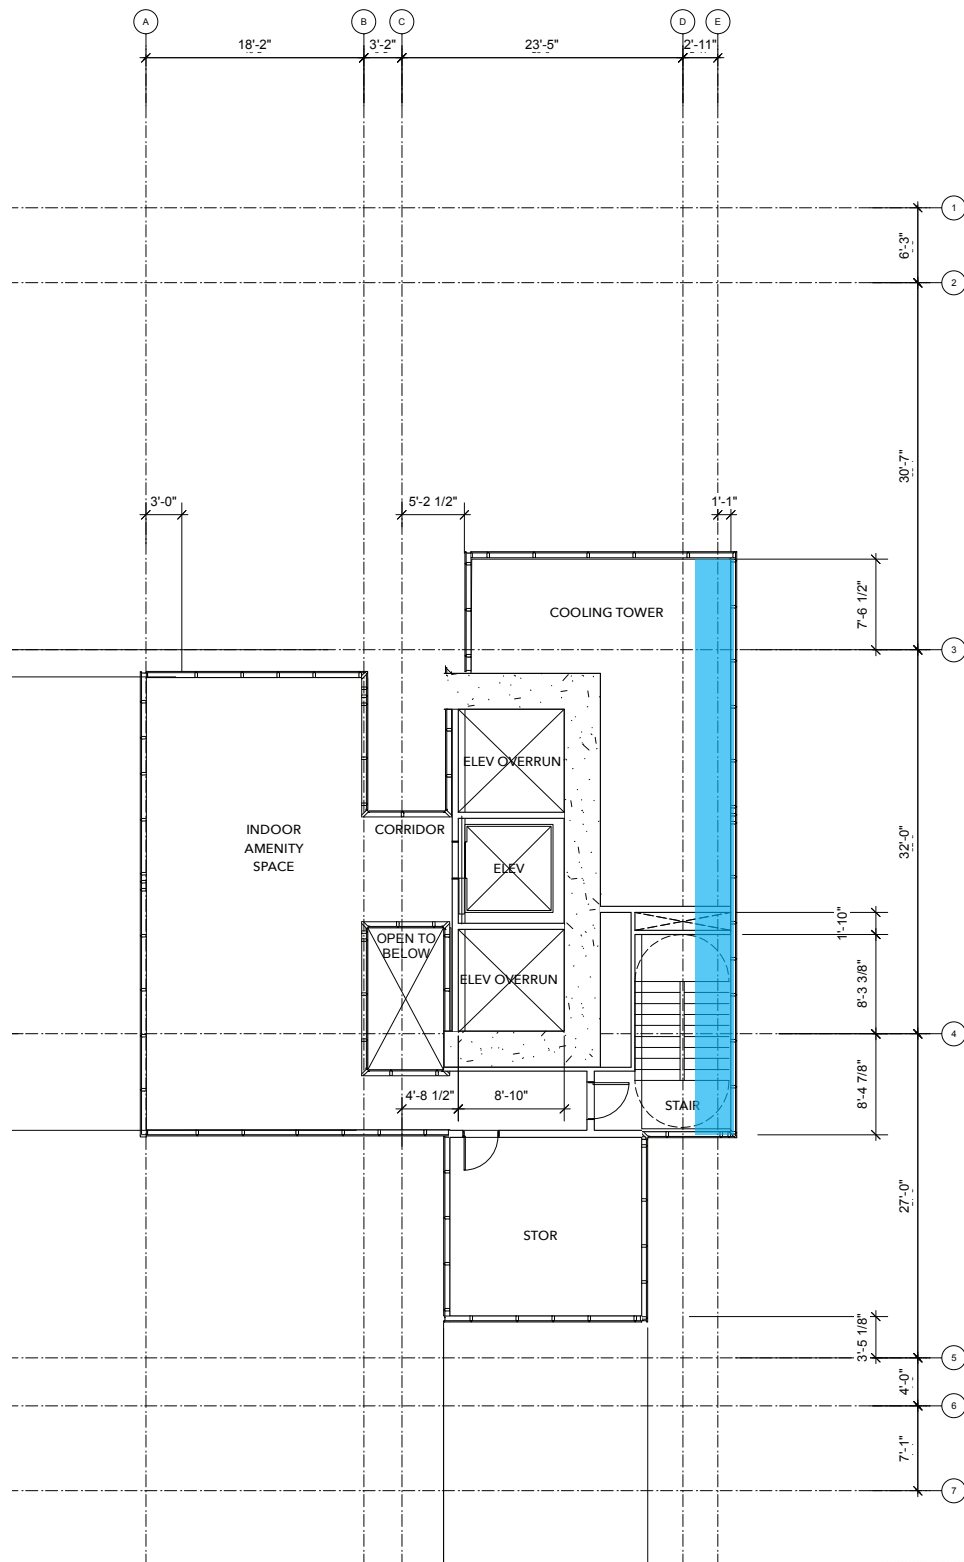 A B C D E
18'-2" 3'-2" 23'-5" 2'-11"
1
6'-3"
2
30'-7"
3'-0" 5'-2 1/2" 1'-1"
7'-6 1/2"
COOLING TOWER
3
ELEV OVERRUN
INDOOR
AMENITY
SPACE
CORRIDOR
32'-0"
ELEV
1'-10"
OPEN TO
BELOW
ELEV OVERRUN
8'-3 3/8"
4
4'-8 1/2" 8'-10"
STAIR
8'-4 7/8"
27'-0"
STOR
3'-5 1/8"
5
4'-0"
6
7'-1"
7